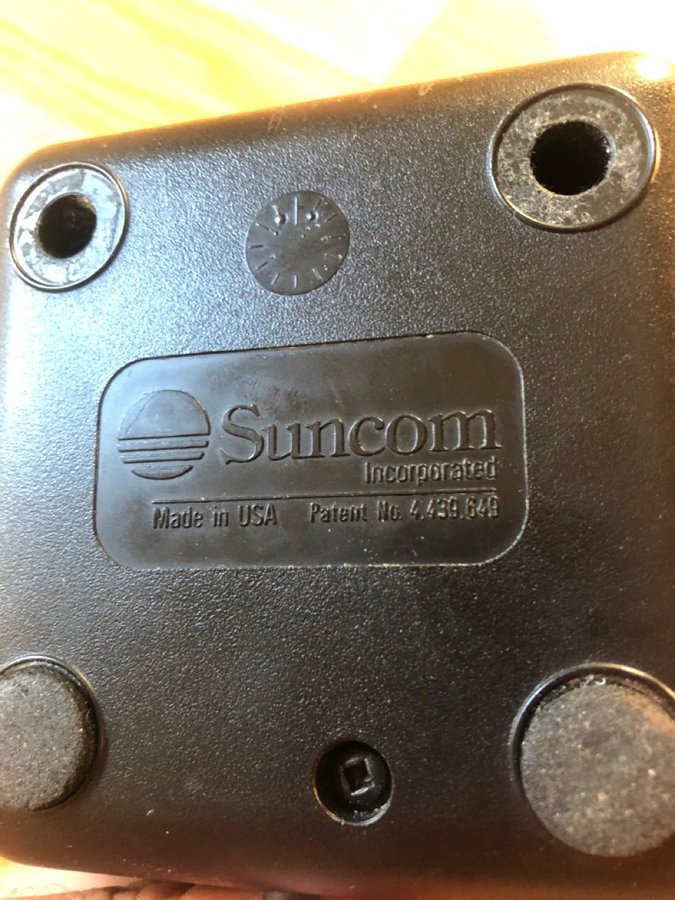 Suncom
Incorporated
Made in USA Patent No. 4,439,649